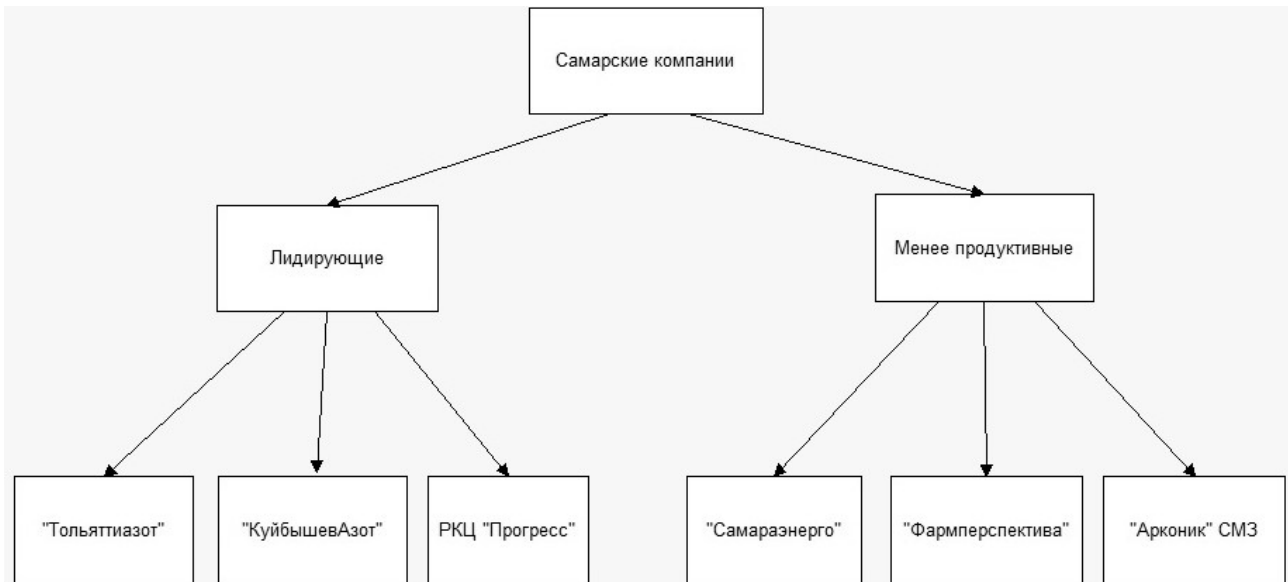 Самарские компании
Лидирующие
Менее продуктивные
"Тольяттиазот"
"КуйбышевАзот"
РКЦ "Прогресс"
"Самараэнерго"
"Фармперспектива"
"Арконик" СМЗ